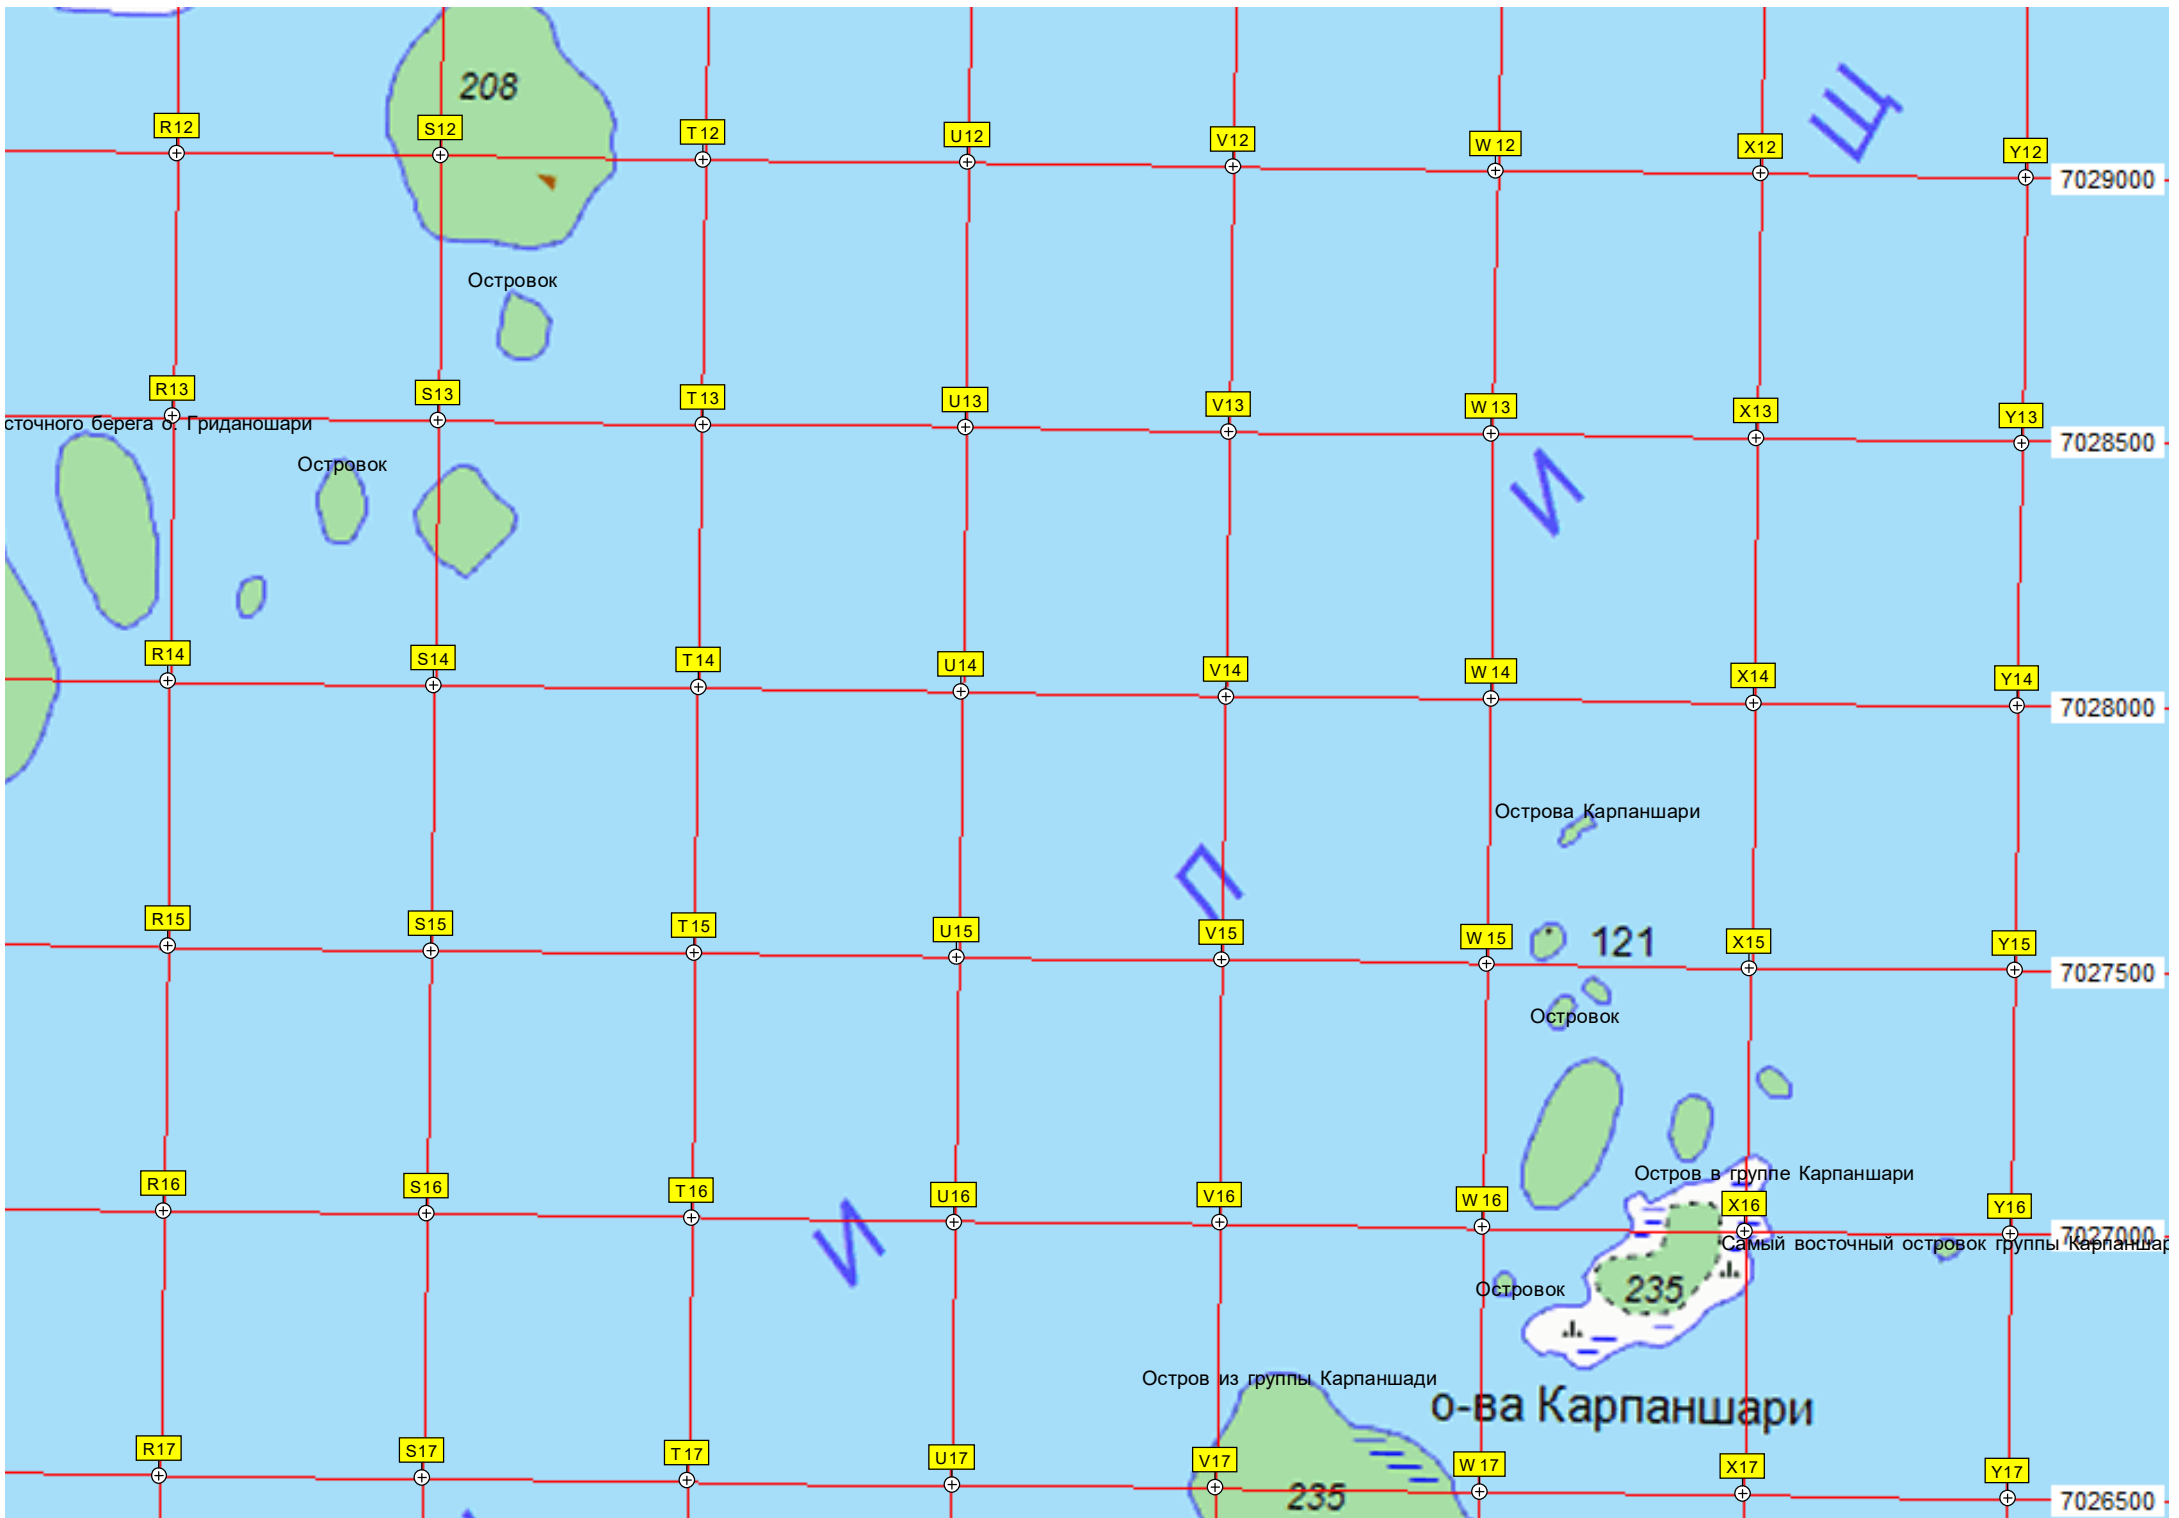 208
Щ
R12
S12
T12
U12
V12
W12
X12
Y12
7029000
Островок
R13
S13
T13
U13
V13
W13
X13
Y13
7028500
сточного берега о. Гриданошари
Островок
И
R14
S14
T14
U14
V14
W14
X14
Y14
7028000
Острова Карпаншари
П
R15
S15
T15
U15
V15
W15
121
X15
Y15
7027500
Островок
Остров в группе Карпаншари
R16
S16
T16
U16
V16
W16
X16
Y16
7027000
И
Самый восточный островок группы Карпаншар
Островок
235
Остров из группы Карпаншади
о-ва Карпаншари
R17
S17
T17
U17
V17
W17
X17
Y17
235
7026500